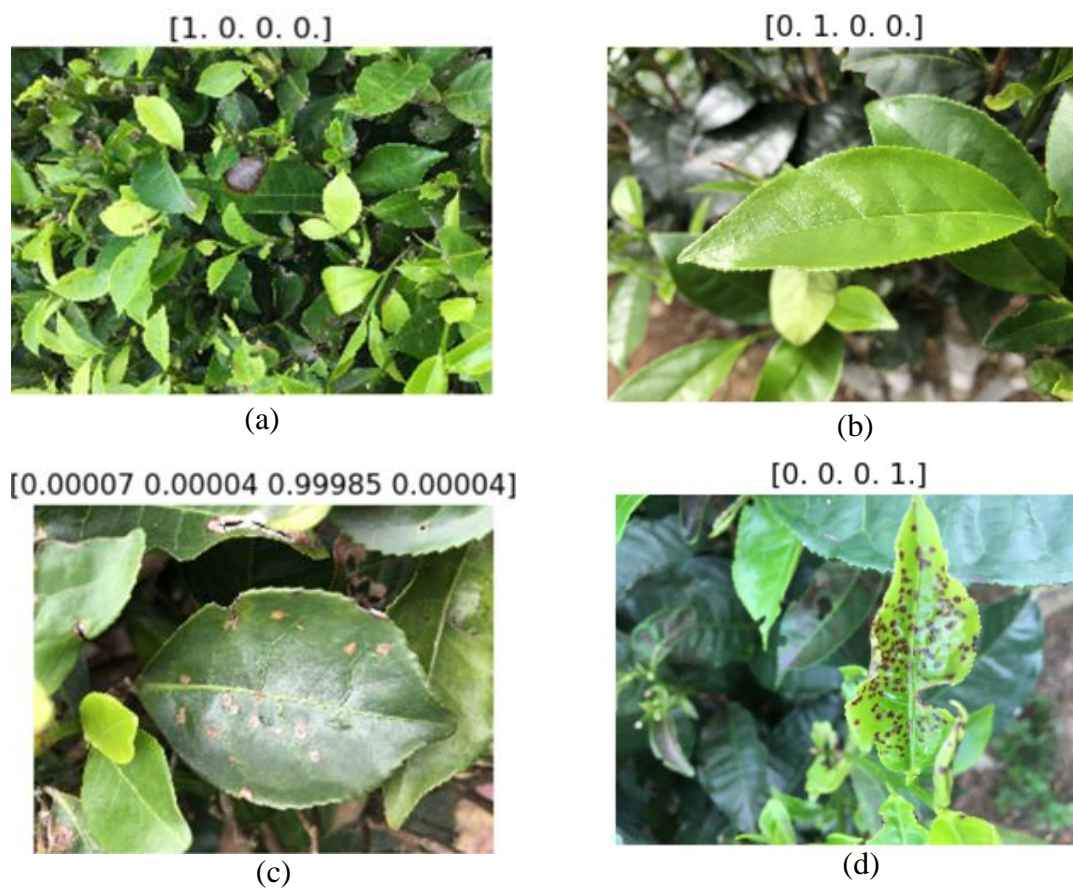 [1. 0. 0. 0.]
[0. 1. 0. 0.]
(a)
(b)
[0.00007 0.00004 0.99985 0.00004]
[0. 0. 0. 1.]
(c)
(d)